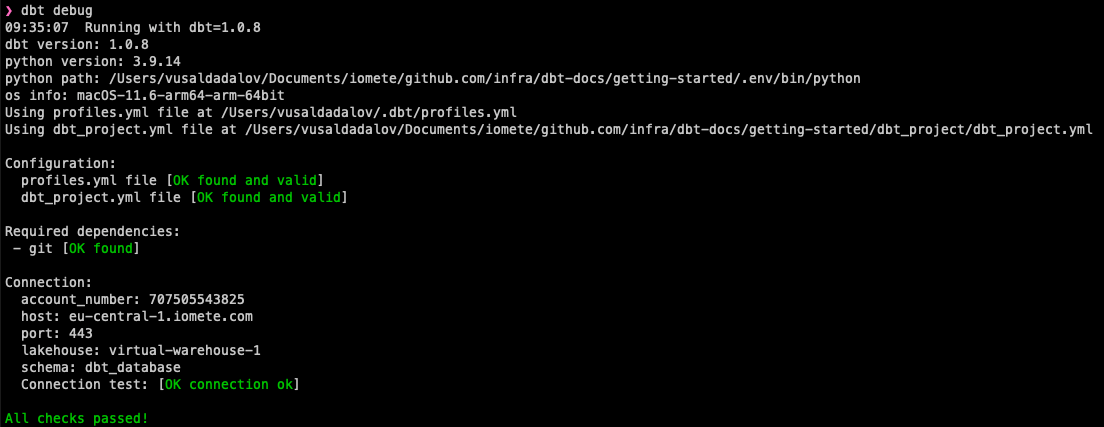 ❯ dbt debug
09:35:07  Running with dbt=1.0.8
dbt version: 1.0.8
python version: 3.9.14
python path: /Users/vusaldadalov/Documents/iomete/github.com/infra/dbt-docs/getting-started/.env/bin/python
os info: macOS-11.6-arm64-arm-64bit
Using profiles.yml file at /Users/vusaldadalov/.dbt/profiles.yml
Using dbt_project.yml file at /Users/vusaldadalov/Documents/iomete/github.com/infra/dbt-docs/getting-started/dbt_project/dbt_project.yml

Configuration:
  profiles.yml file [OK found and valid]
  dbt_project.yml file [OK found and valid]

Required dependencies:
 - git [OK found]

Connection:
  account_number: 707505543825
  host: eu-central-1.iomete.com
  port: 443
  lakehouse: virtual-warehouse-1
  schema: dbt_database
  Connection test: [OK connection ok]

All checks passed!